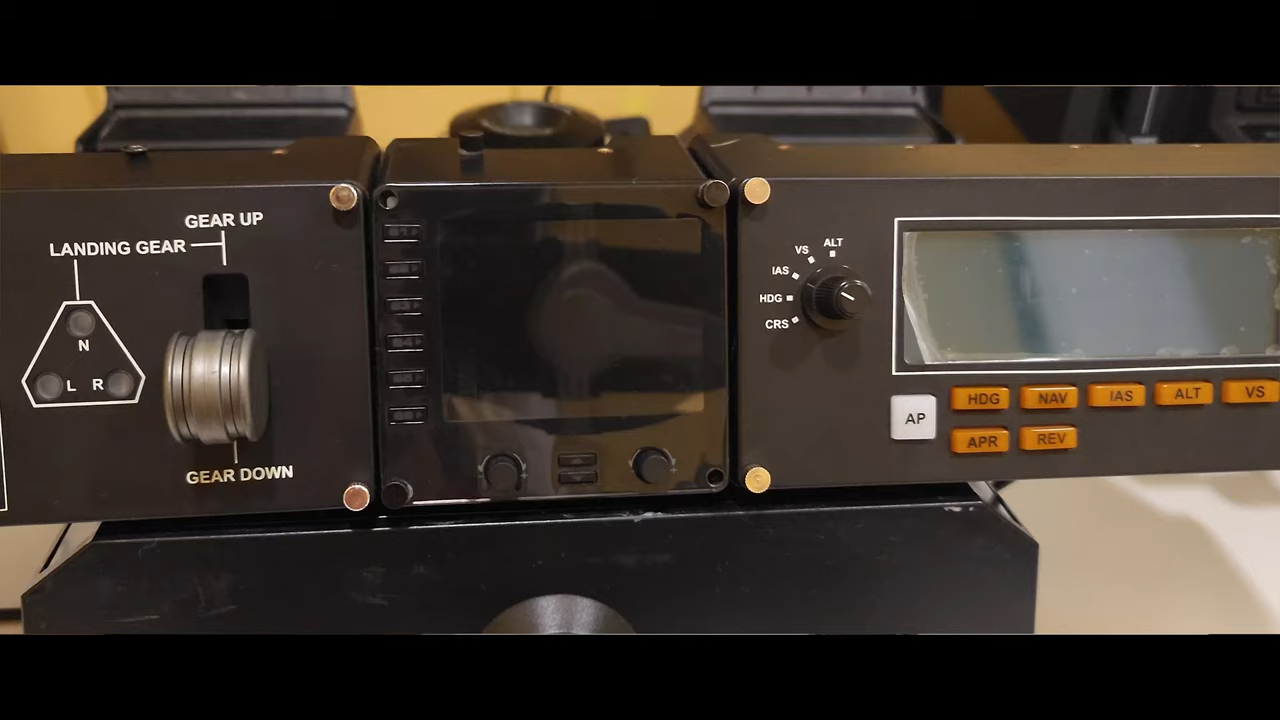 GEAR UP
LANDING GEAR
N
L R
GEAR DOWN
ALT
VS
IAS
HDG
CRS
AP
HDG NAV IAS ALT VS
APR REV